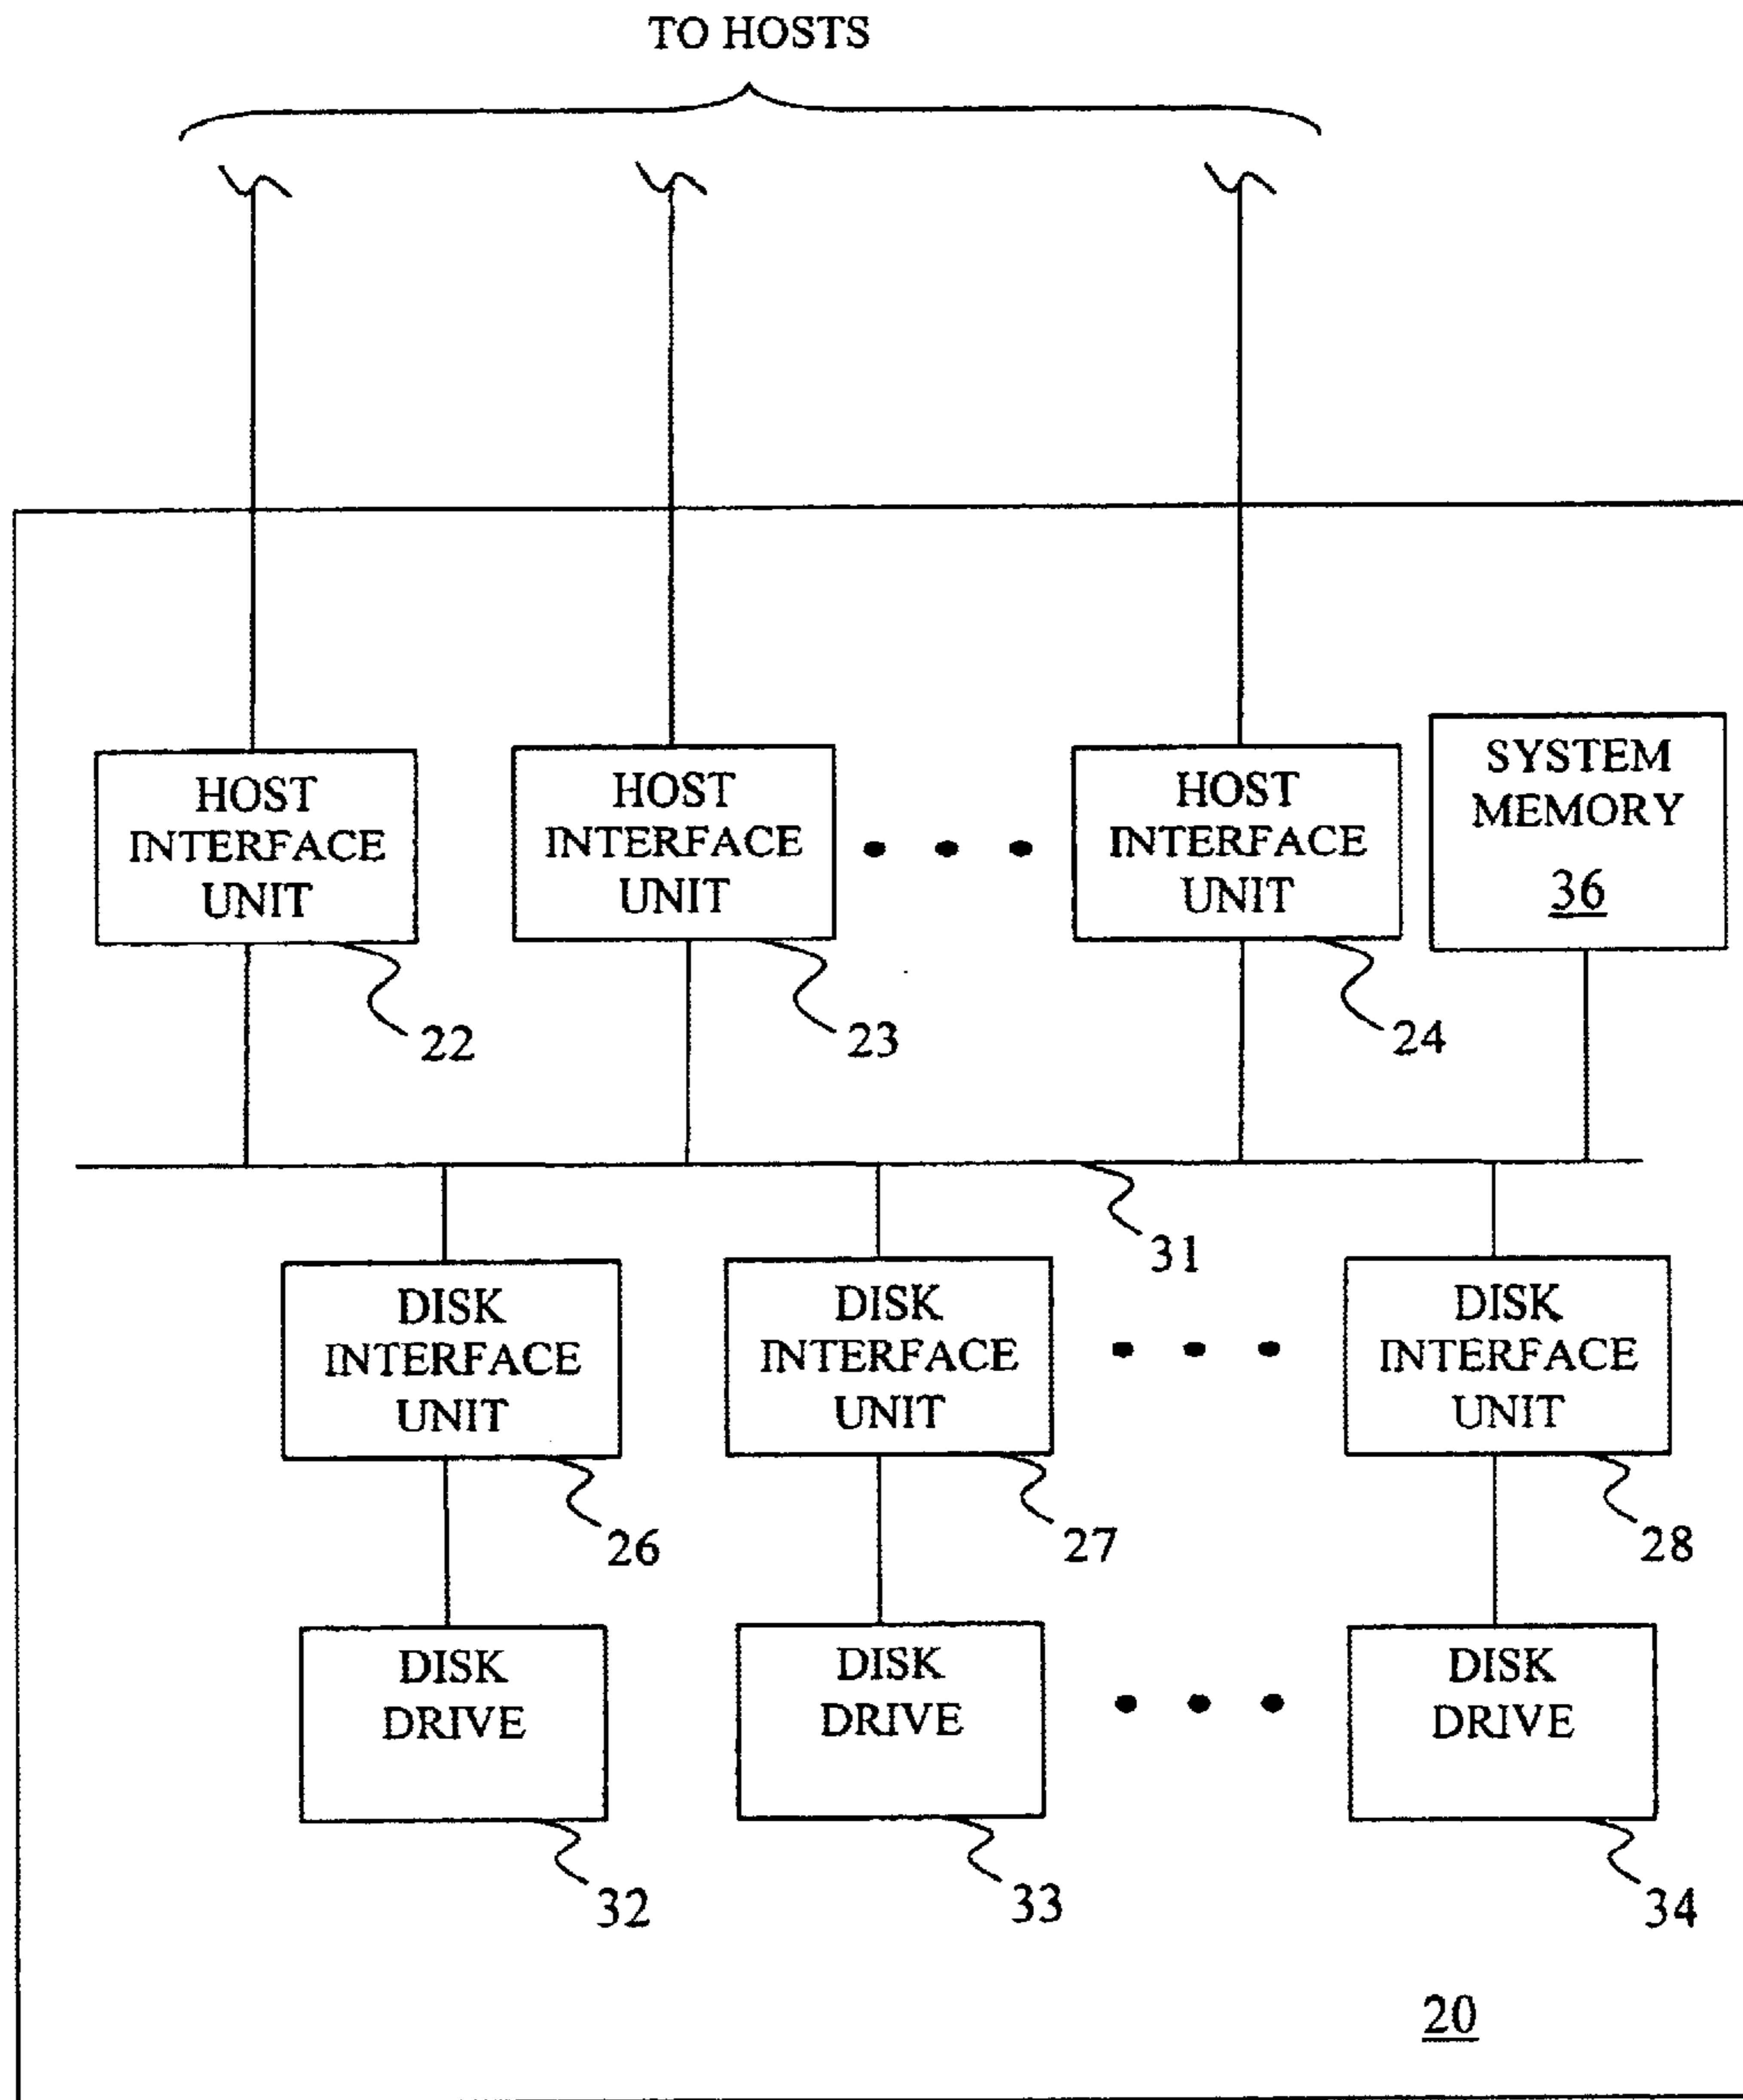 TO HOSTS
HOST
INTERFACE
UNIT
HOST
INTERFACE
UNIT
HOST
INTERFACE
UNIT
SYSTEM
MEMORY
36
22
23
24
31
DISK
INTERFACE
UNIT
DISK
INTERFACE
UNIT
DISK
INTERFACE
UNIT
26
27
28
DISK
DRIVE
DISK
DRIVE
DISK
DRIVE
32
33
34
20